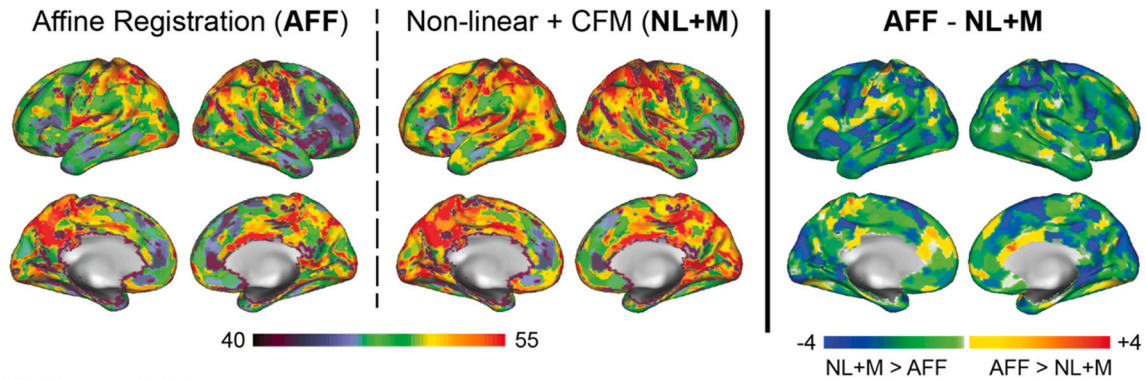 Affine Registration (AFF)
Non-linear + CFM (NL+M)
AFF - NL+M
40
55
-4
+4
NL+M > AFF
AFF > NL+M